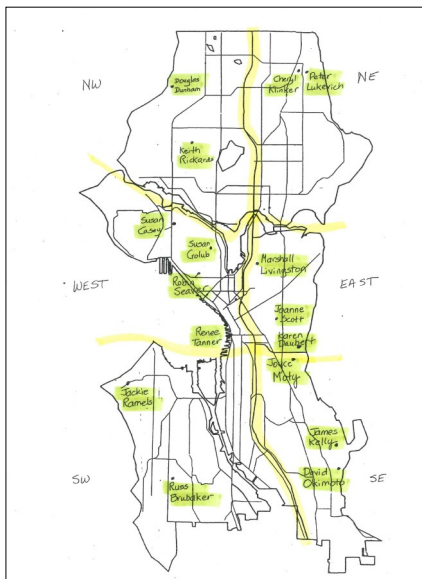 NW
Douglas
Dunham
Cheryl
Klinker
Peter
Lukevich
NE
Keith
Rickards
Susan
Casey
Susan
Golub
Marshall
Livingston
WEST
Robin
Seaver
EAST
Joanne
Scott
Karen
Daubert
Renee
Tanner
Joyce
Moty
Jackie
Ramels
James
Kelly
David
Okimoto
SW
Russ
Brubaker
SE